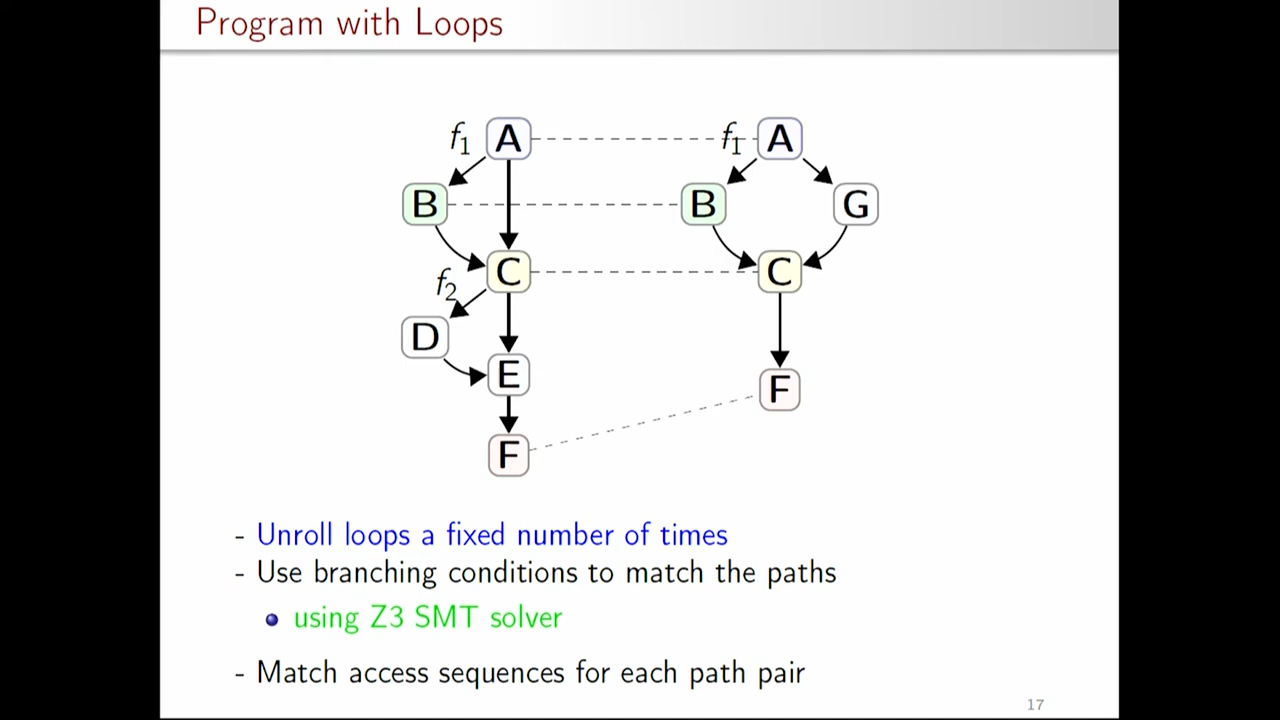 Program with Loops
f1 A f1 A
B B G
C C
f2
D
E
F
F
- Unroll loops a fixed number of times
- Use branching conditions to match the paths
using Z3 SMT solver
- Match access sequences for each path pair
17